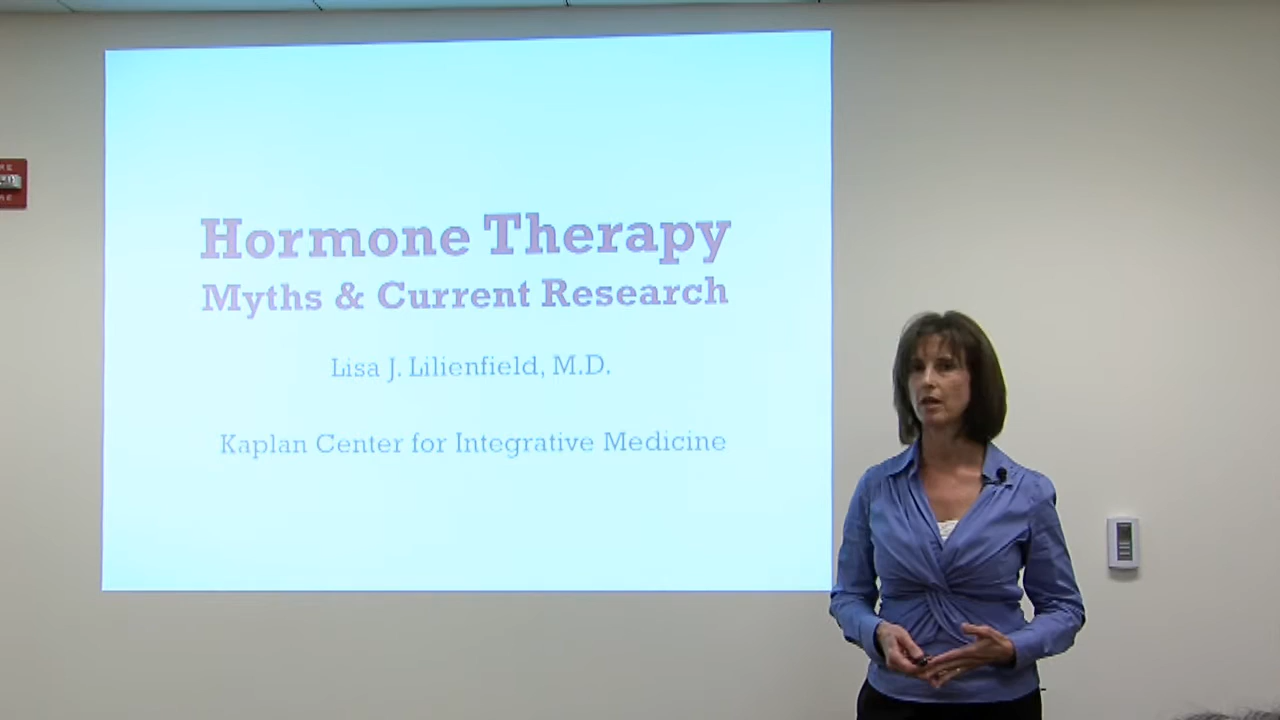 Hormone Therapy
Myths & Current Research
Lisa J. Lilienfield, M.D.
Kaplan Center for Integrative Medicine